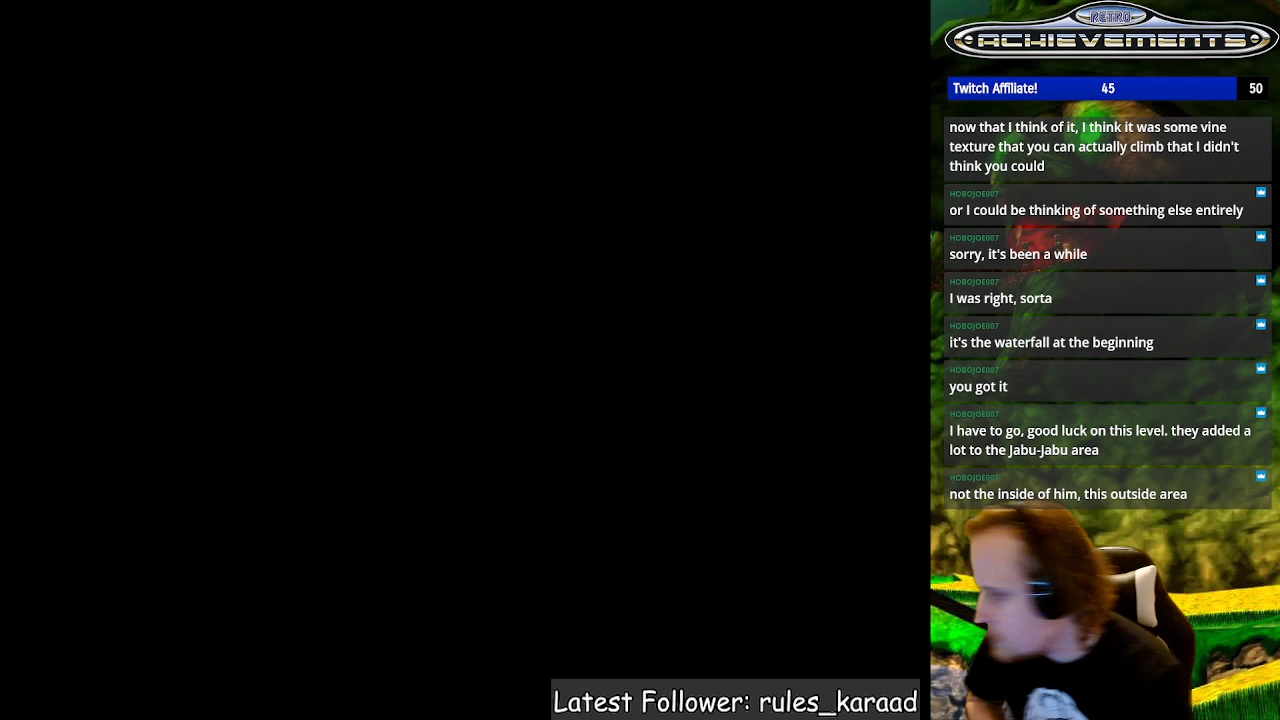 RETRO
ACHIEVEMENTS
Twitch Affiliate! 45 50
now that I think of it, I think it was some vine
texture that you can actually climb that I didn't
think you could
HOBOJOE007
or I could be thinking of something else entirely
HOBOJOE007
sorry, it's been a while
HOBOJOE007
I was right, sorta
HOBOJOE007
it's the waterfall at the beginning
HOBOJOE007
you got it
HOBOJOE007
I have to go, good luck on this level. they added a
lot to the Jabu-Jabu area
HOBOJOE007
not the inside of him, this outside area
Latest Follower: rules_karaad